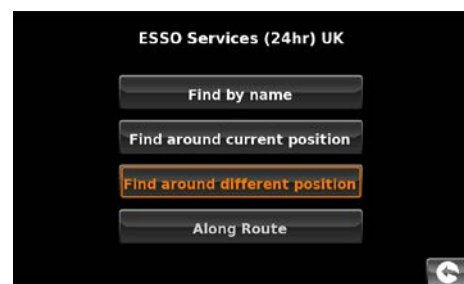 ESSO Services (24hr) UK
Find by name
Find around current position
Find around different position
Along Route